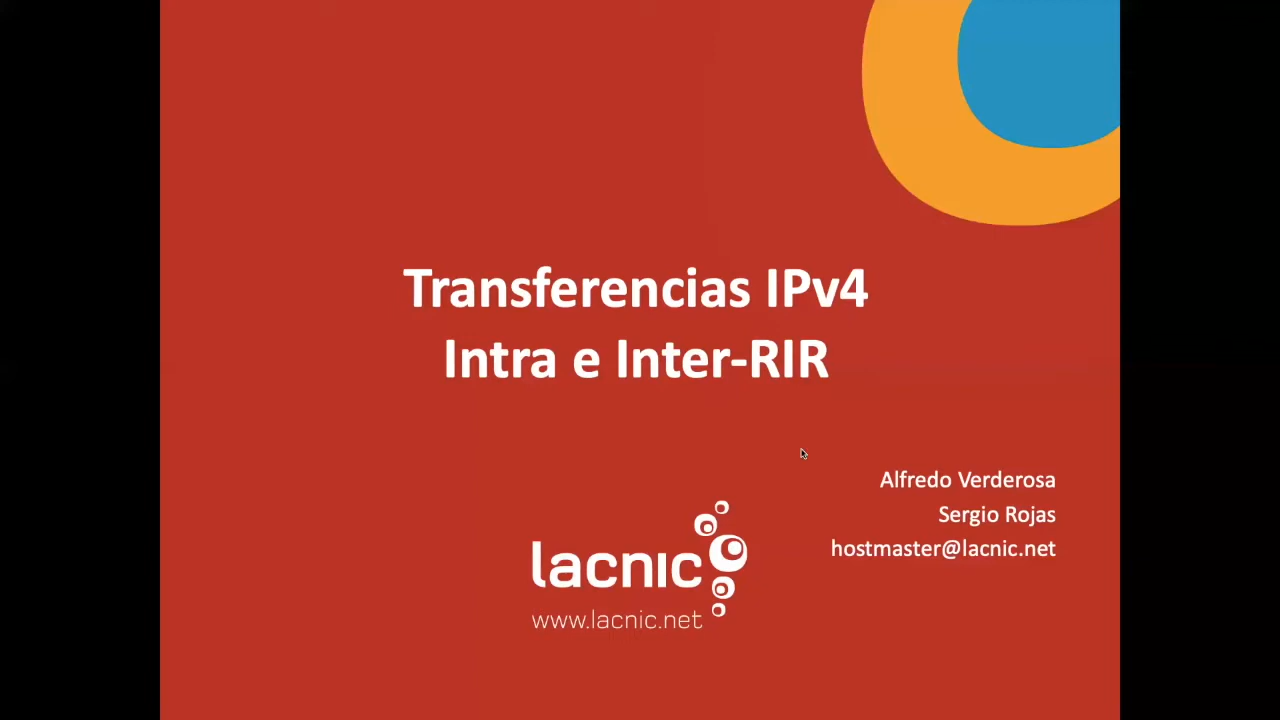 Transferencias IPv4
Intra e Inter-RIR
Alfredo Verderosa
Sergio Rojas
hostmaster@lacnic.net
lacnic
www.lacnic.net